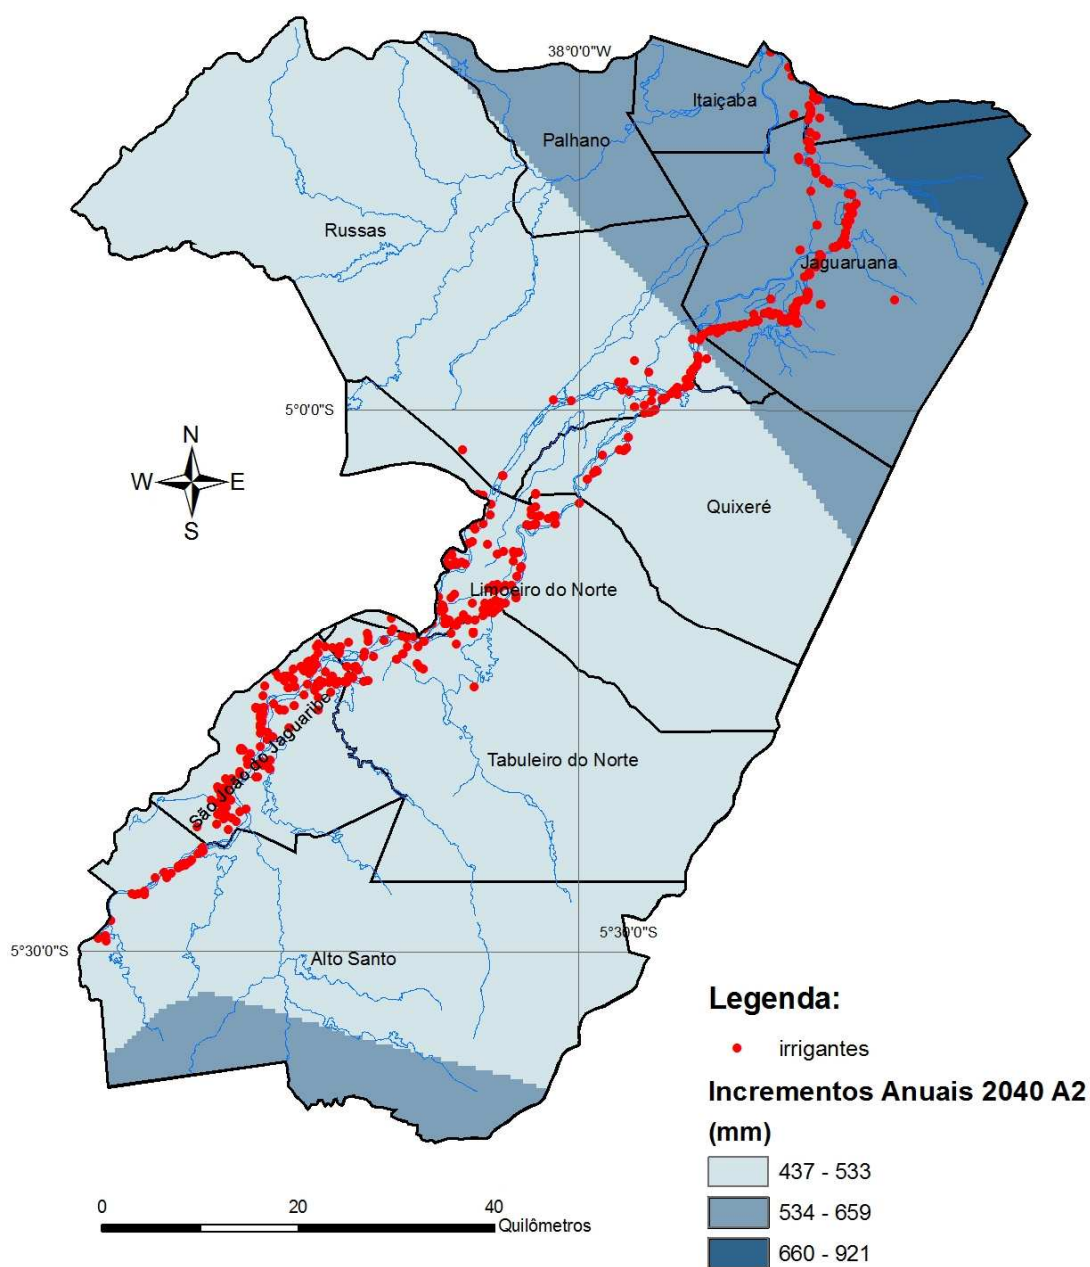 38°0'0"W
Itaiçaba
Palhano
Russas
Jaguaruana
5°0'0"S
N
W E
S
Quixeré
Limoeiro do Norte
São João do Jaguaribe
Tabuleiro do Norte
5°30'0"S
5°30'0"S
Alto Santo
Legenda:
irrigantes
Incrementos Anuais 2040 A2
(mm)
437 - 533
534 - 659
660 - 921
0 20 40
Quilômetros